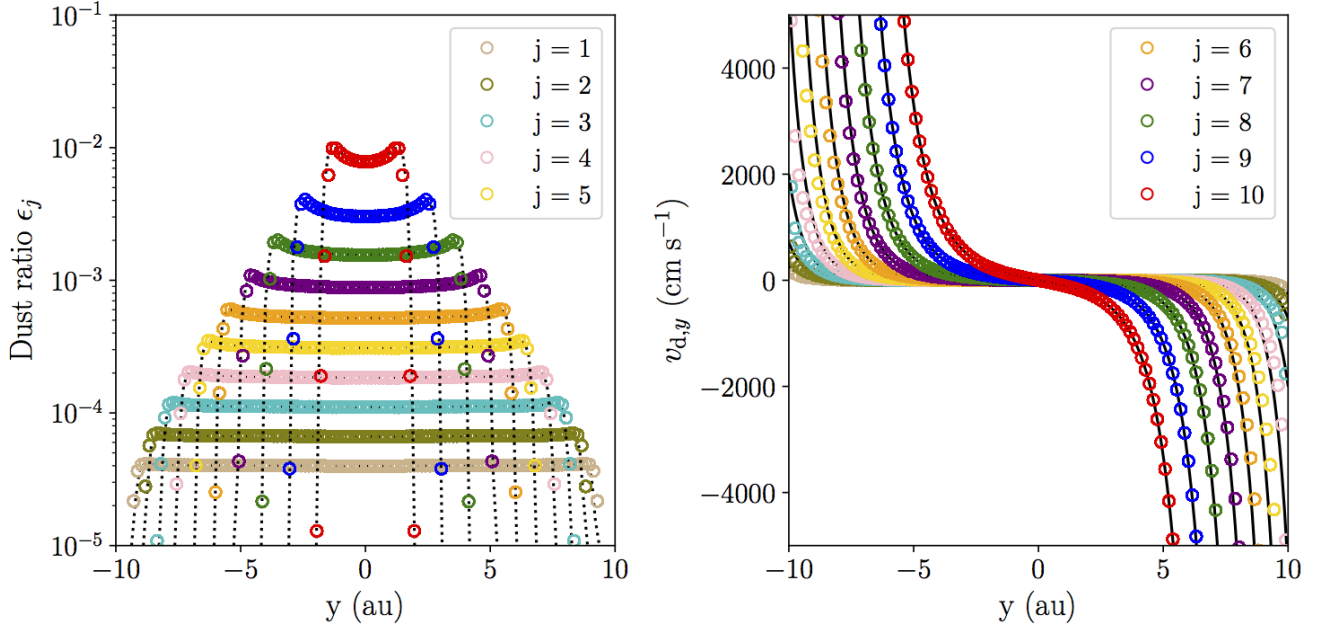 10⁻¹
10⁻²
10⁻³
10⁻⁴
10⁻⁵
Dust ratio ϵⱼ
−10
−5
0
5
10
y (au)
j = 1
j = 2
j = 3
j = 4
j = 5
4000
2000
0
−2000
−4000
v_d,y (cm s⁻¹)
−10
−5
0
5
10
y (au)
j = 6
j = 7
j = 8
j = 9
j = 10